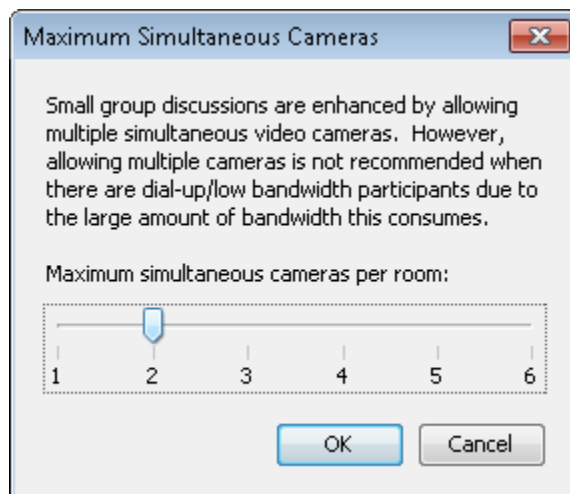 Maximum Simultaneous Cameras
Small group discussions are enhanced by allowing
multiple simultaneous video cameras.  However,
allowing multiple cameras is not recommended when
there are dial-up/low bandwidth participants due to
the large amount of bandwidth this consumes.
Maximum simultaneous cameras per room:
1 2 3 4 5 6
OK Cancel